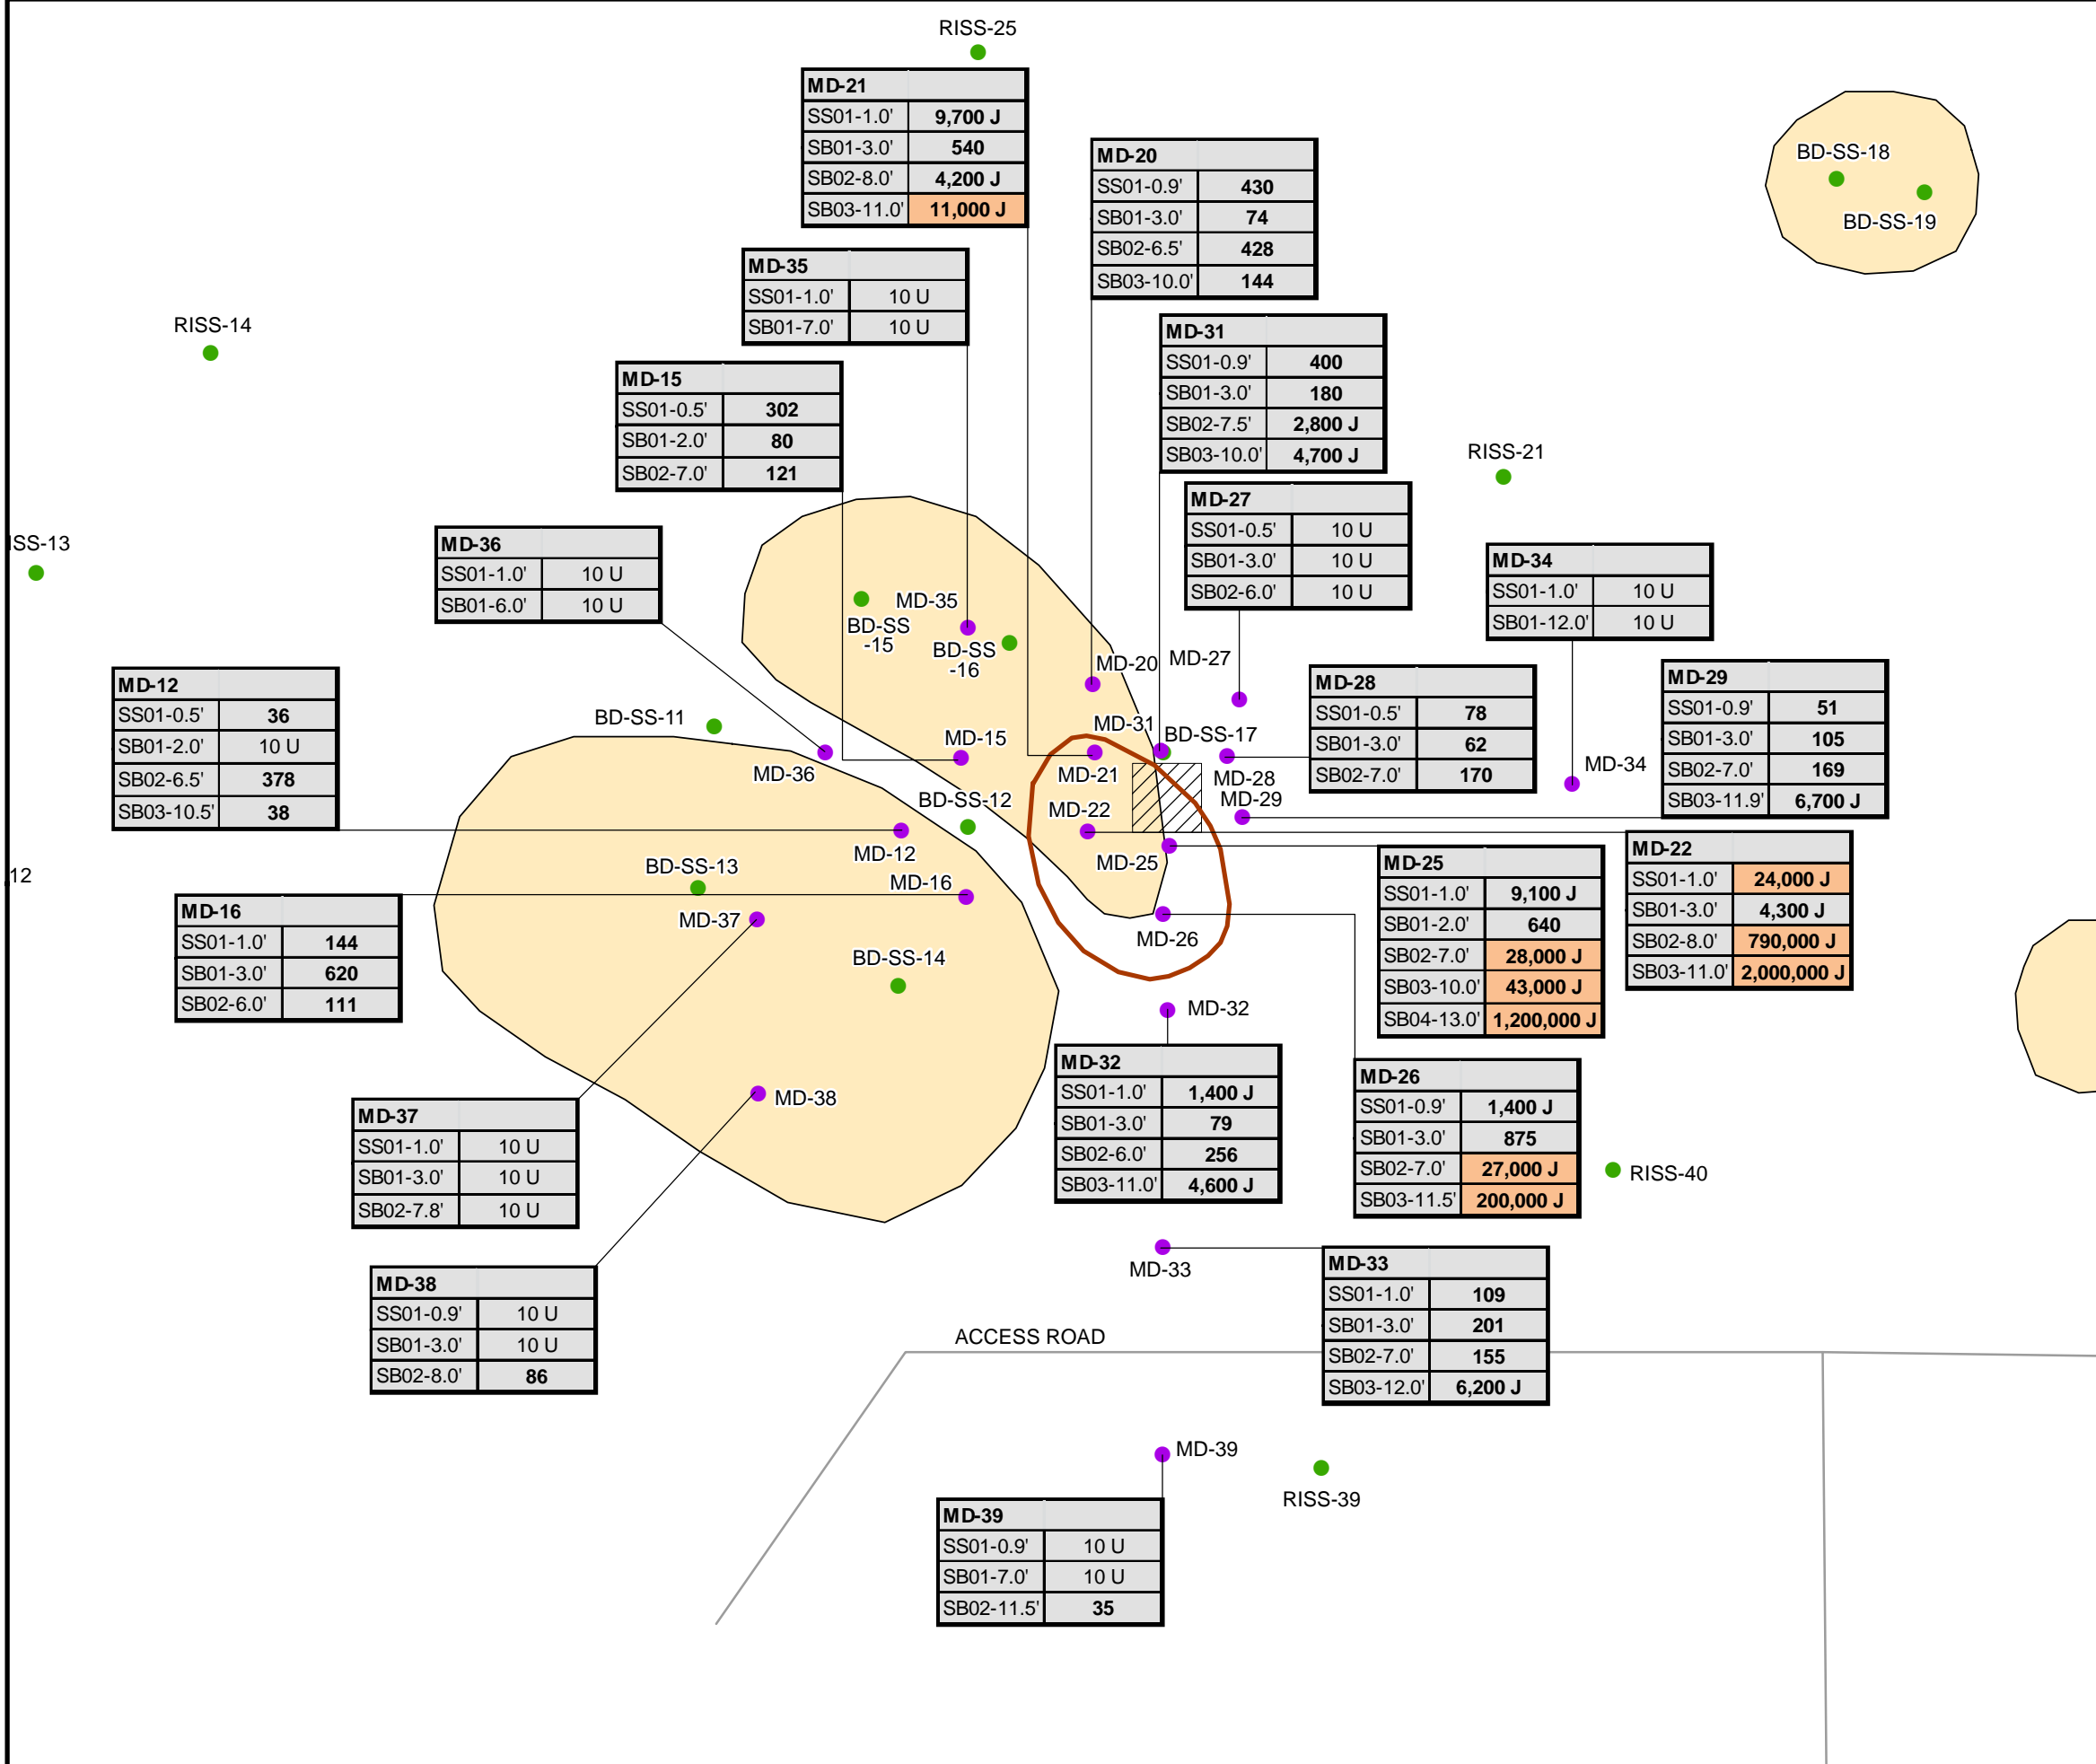 RISS-25
MD-21
SS01-1.0' 9,700 J
SB01-3.0' 540
SB02-8.0' 4,200 J
SB03-11.0' 11,000 J
MD-20
SS01-0.9' 430
SB01-3.0' 74
SB02-6.5' 428
SB03-10.0' 144
BD-SS-18
BD-SS-19
MD-35
SS01-1.0' 10 U
SB01-7.0' 10 U
RISS-14
MD-31
SS01-0.9' 400
SB01-3.0' 180
SB02-7.5' 2,800 J
SB03-10.0' 4,700 J
MD-15
SS01-0.5' 302
SB01-2.0' 80
SB02-7.0' 121
RISS-21
MD-27
SS01-0.5' 10 U
SB01-3.0' 10 U
SB02-6.0' 10 U
ISS-13
MD-36
SS01-1.0' 10 U
SB01-6.0' 10 U
MD-34
SS01-1.0' 10 U
SB01-12.0' 10 U
MD-35
BD-SS
-15
BD-SS
-16
MD-20
MD-27
MD-12
SS01-0.5' 36
SB01-2.0' 10 U
SB02-6.5' 378
SB03-10.5' 38
MD-28
SS01-0.5' 78
SB01-3.0' 62
SB02-7.0' 170
MD-29
SS01-0.9' 51
SB01-3.0' 105
SB02-7.0' 169
SB03-11.9' 6,700 J
BD-SS-11
MD-31
BD-SS-17
MD-15
MD-36
MD-21
MD-28
MD-34
BD-SS-12
MD-22
MD-29
MD-12
MD-25
MD-22
SS01-1.0' 24,000 J
SB01-3.0' 4,300 J
SB02-8.0' 790,000 J
SB03-11.0' 2,000,000 J
MD-25
SS01-1.0' 9,100 J
SB01-2.0' 640
SB02-7.0' 28,000 J
SB03-10.0' 43,000 J
SB04-13.0' 1,200,000 J
12
BD-SS-13
MD-16
MD-16
SS01-1.0' 144
SB01-3.0' 620
SB02-6.0' 111
MD-37
MD-26
BD-SS-14
MD-32
MD-32
SS01-1.0' 1,400 J
SB01-3.0' 79
SB02-6.0' 256
SB03-11.0' 4,600 J
MD-26
SS01-0.9' 1,400 J
SB01-3.0' 875
SB02-7.0' 27,000 J
SB03-11.5' 200,000 J
MD-38
MD-37
SS01-1.0' 10 U
SB01-3.0' 10 U
SB02-7.8' 10 U
RISS-40
MD-33
MD-33
SS01-1.0' 109
SB01-3.0' 201
SB02-7.0' 155
SB03-12.0' 6,200 J
MD-38
SS01-0.9' 10 U
SB01-3.0' 10 U
SB02-8.0' 86
ACCESS ROAD
MD-39
RISS-39
MD-39
SS01-0.9' 10 U
SB01-7.0' 10 U
SB02-11.5' 35